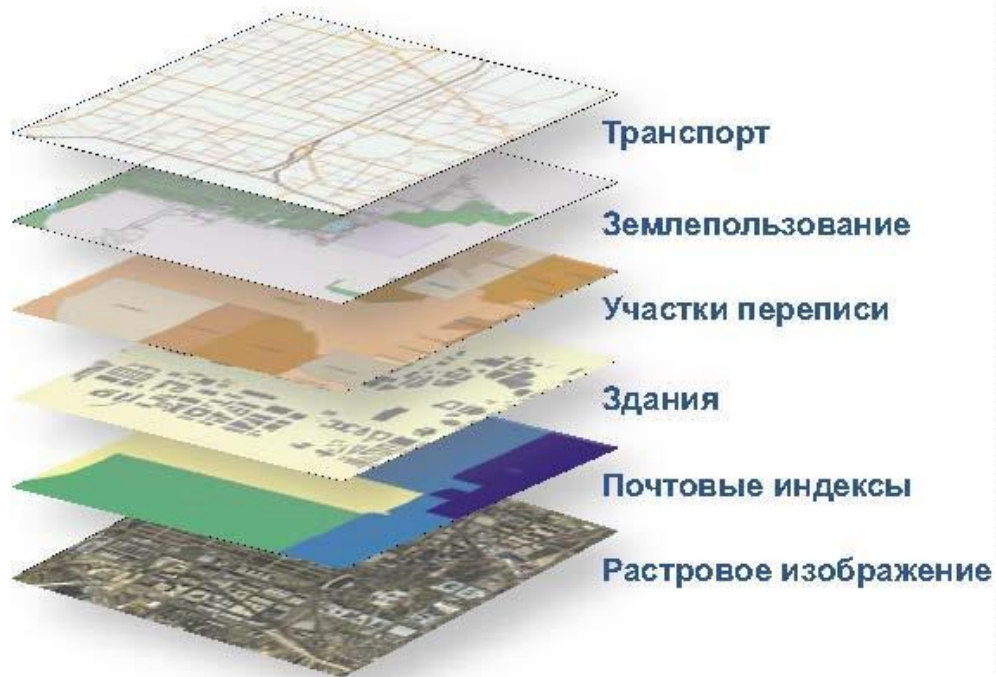 Транспорт
Землепользование
Участки переписи
Здания
Почтовые индексы
Растровое изображение